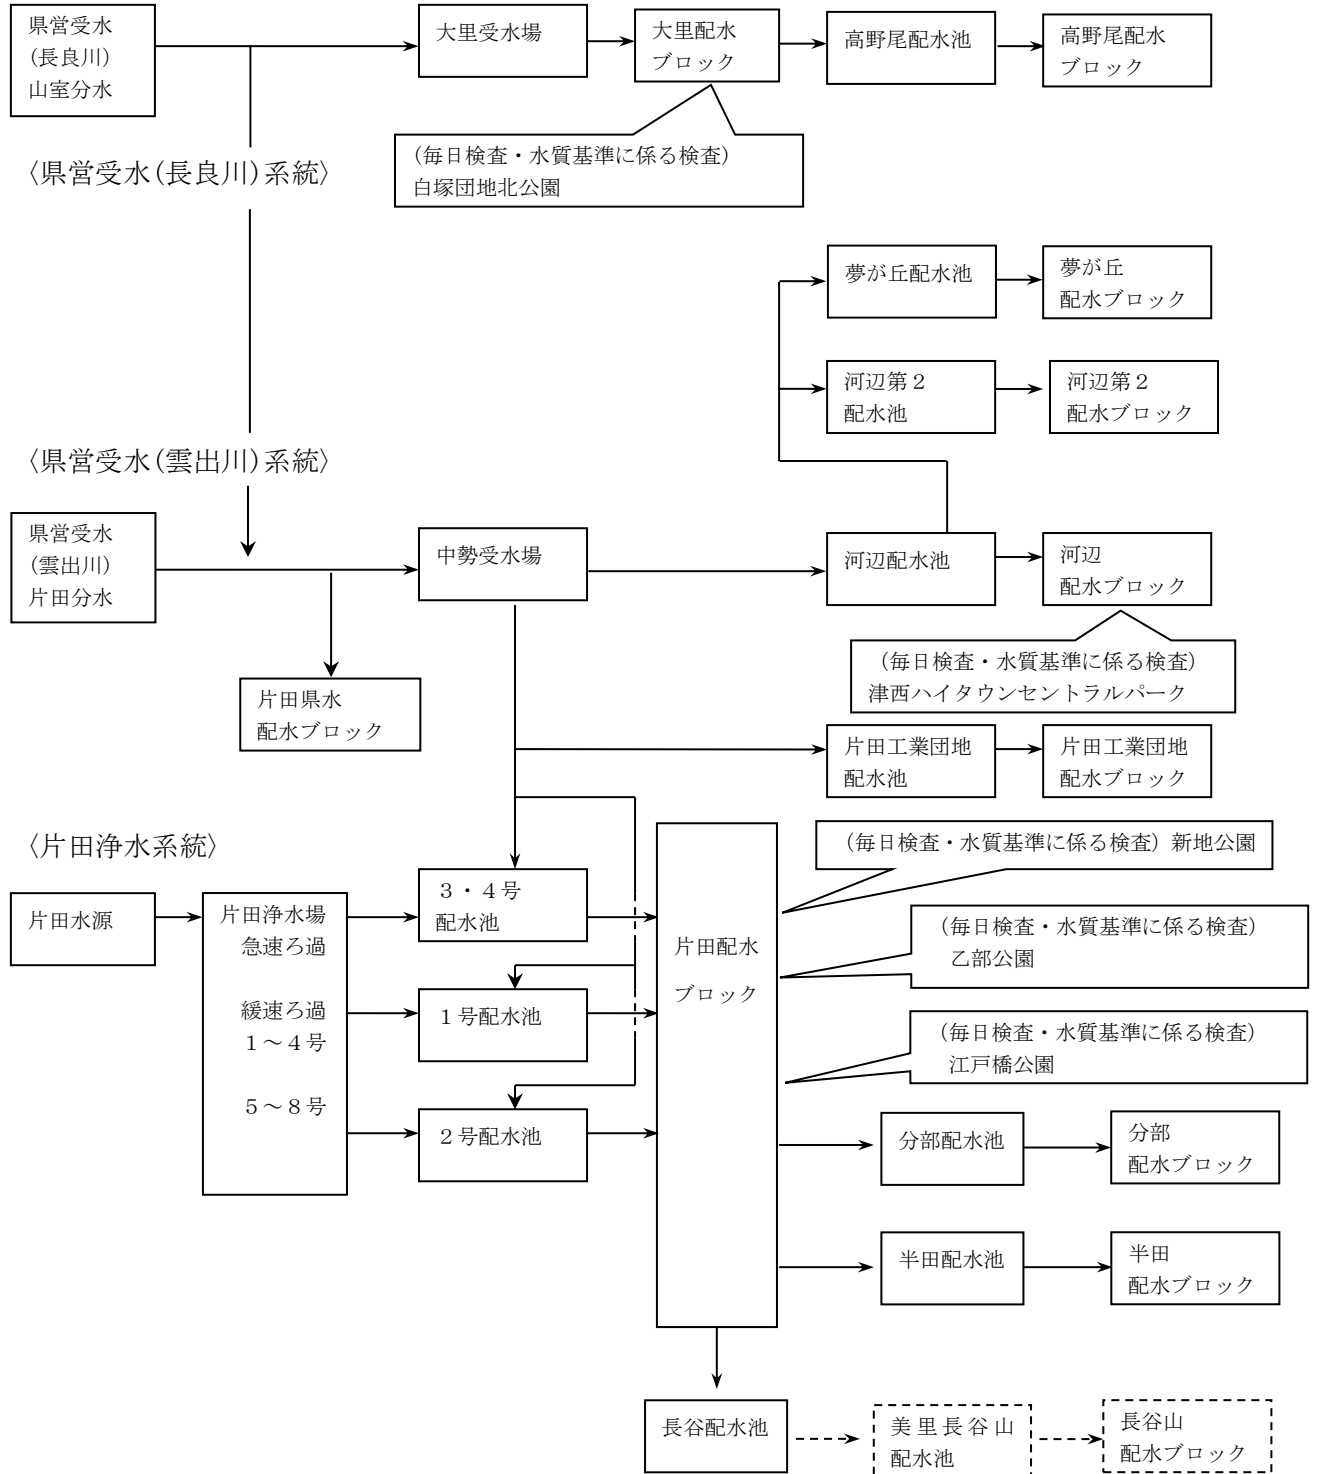 県営受水
(長良川)
山室分水
大里受水場
大里配水
ブロック
高野尾配水池
高野尾配水
ブロック
(毎日検査・水質基準に係る検査)
白塚団地北公園
〈県営受水(長良川)系統〉
夢が丘配水池
夢が丘
配水ブロック
河辺第２
配水池
河辺第２
配水ブロック
〈県営受水(雲出川)系統〉
県営受水
(雲出川)
片田分水
中勢受水場
河辺配水池
河辺
配水ブロック
(毎日検査・水質基準に係る検査)
津西ハイタウンセントラルパーク
片田県水
配水ブロック
片田工業団地
配水池
片田工業団地
配水ブロック
〈片田浄水系統〉
(毎日検査・水質基準に係る検査) 新地公園
片田水源
片田浄水場
急速ろ過
緩速ろ過
１～４号
５～８号
３・４号
配水池
１号配水池
２号配水池
片田配水
ブロック
(毎日検査・水質基準に係る検査)
乙部公園
(毎日検査・水質基準に係る検査)
江戸橋公園
分部配水池
分部
配水ブロック
半田配水池
半田
配水ブロック
長谷配水池
美里長谷山
配水池
長谷山
配水ブロック